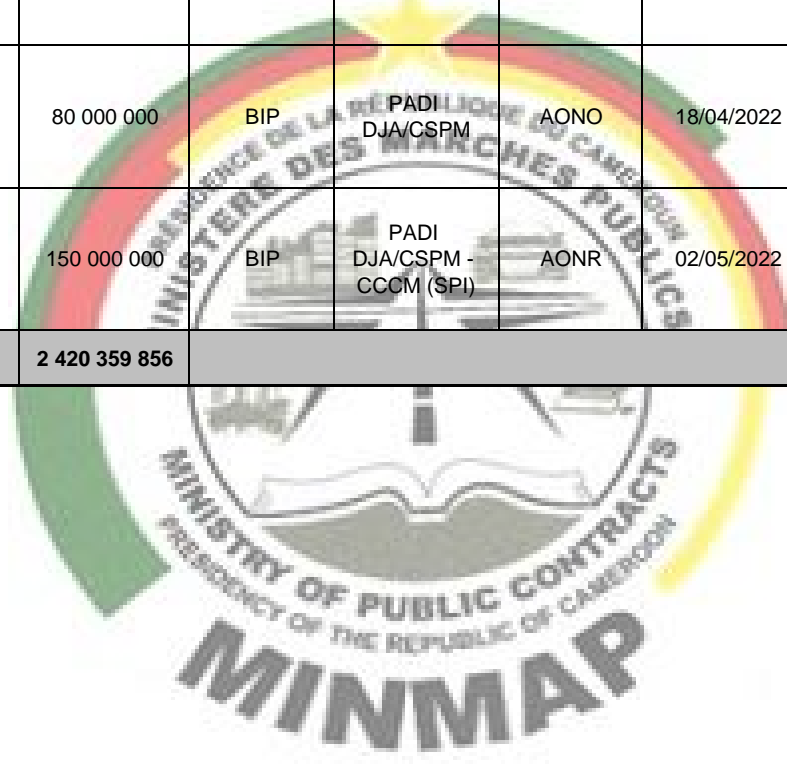 80 000 000 BIP PADI DJA/CSPM AONO 18/04/2022
150 000 000 BIP PADI DJA/CSPM - CCCM (SPI) AONR 02/05/2022
2 420 359 856
PRÉSIDENCE DE LA RÉPUBLIQUE DU CAMEROUN
MINISTERE DES MARCHES PUBLICS
MINISTRY OF PUBLIC CONTRACTS
PRESIDENCY OF THE REPUBLIC OF CAMEROON
MINMAP